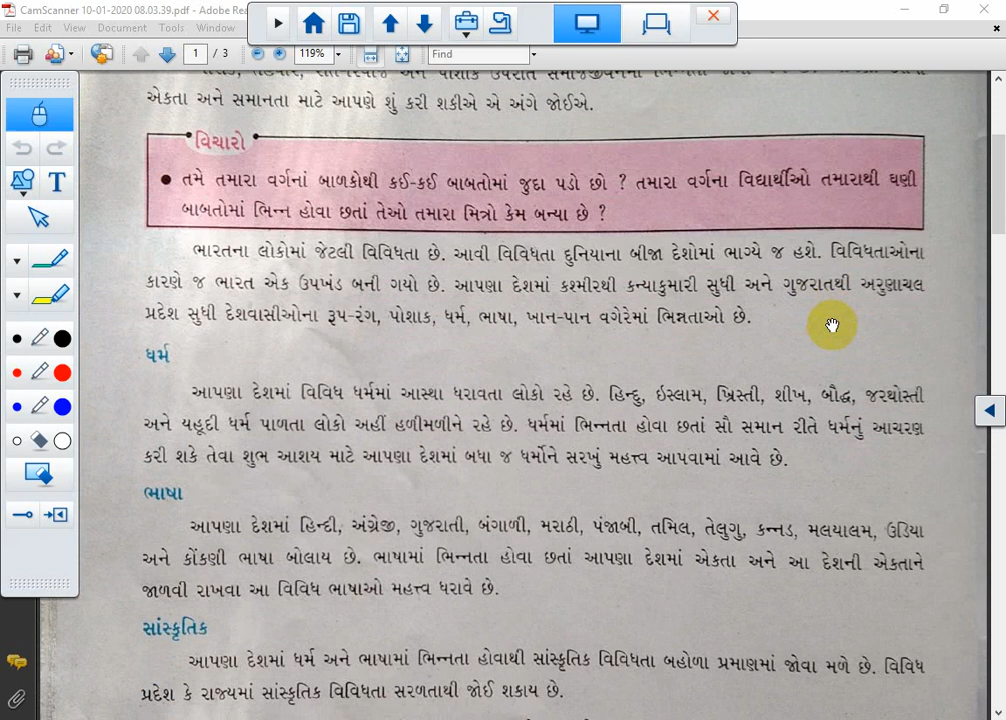 CamScanner 10-01-2020 08.03.39.pdf - Adobe Re
File Edit View Document Tools Window
1 / 3 119% Find
અને પોશાક ઉપરાંત
એકતા અને સમાનતા માટે આપણે શું કરી શકીએ એ અંગે જોઈએ.
વિચારો
● તમે તમારા વર્ગનાં બાળકોથી કઈ-કઈ બાબતોમાં જુદા પડો છો ? તમારા વર્ગના વિદ્યાર્થીઓ તમારાથી ઘણી
બાબતોમાં ભિન્ન હોવા છતાં તેઓ તમારા મિત્રો કેમ બન્યા છે ?
ભારતના લોકોમાં જેટલી વિવિધતા છે. આવી વિવિધતા દુનિયાના બીજા દેશોમાં ભાગ્યે જ હશે. વિવિધતાઓના
કારણે જ ભારત એક ઉપખંડ બની ગયો છે. આપણા દેશમાં કશ્મીરથી કન્યાકુમારી સુધી અને ગુજરાતથી અરુણાચલ
પ્રદેશ સુધી દેશવાસીઓના રૂપ-રંગ, પોશાક, ધર્મ, ભાષા, ખાન-પાન વગેરેમાં ભિન્નતાઓ છે.
ધર્મ
આપણા દેશમાં વિવિધ ધર્મમાં આસ્થા ધરાવતા લોકો રહે છે. હિન્દુ, ઇસ્લામ, ખ્રિસ્તી, શીખ, બૌદ્ધ, જરથોસ્તી
અને યહૂદી ધર્મ પાળતા લોકો અહીં હળીમળીને રહે છે. ધર્મમાં ભિન્નતા હોવા છતાં સૌ સમાન રીતે ધર્મનું આચરણ
કરી શકે તેવા શુભ આશય માટે આપણા દેશમાં બધા જ ધર્મોને સરખું મહત્ત્વ આપવામાં આવે છે.
ભાષા
આપણા દેશમાં હિન્દી, અંગ્રેજી, ગુજરાતી, બંગાળી, મરાઠી, પંજાબી, તમિલ, તેલુગુ, કન્નડ, મલયાલમ, ઉડિયા
અને કોંકણી ભાષા બોલાય છે. ભાષામાં ભિન્નતા હોવા છતાં આપણા દેશમાં એકતા અને આ દેશની એકતાને
જાળવી રાખવા આ વિવિધ ભાષાઓ મહત્ત્વ ધરાવે છે.
સાંસ્કૃતિક
આપણા દેશમાં ધર્મ અને ભાષામાં ભિન્નતા હોવાથી સાંસ્કૃતિક વિવિધતા બહોળા પ્રમાણમાં જોવા મળે છે. વિવિધ
પ્રદેશ કે રાજ્યમાં સાંસ્કૃતિક વિવિધતા સરળતાથી જોઈ શકાય છે.